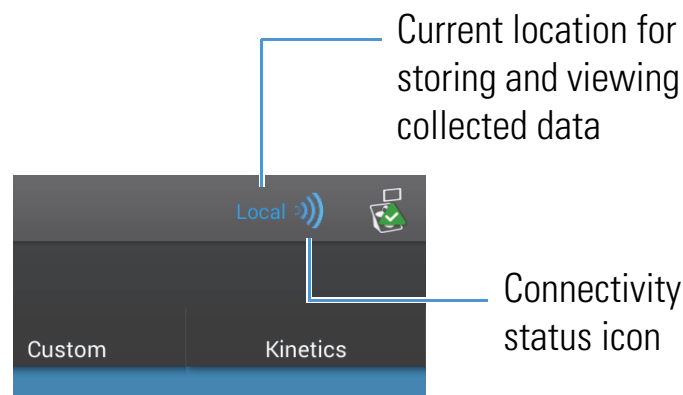 Current location for
storing and viewing
collected data
Local
Connectivity
status icon
Custom
Kinetics